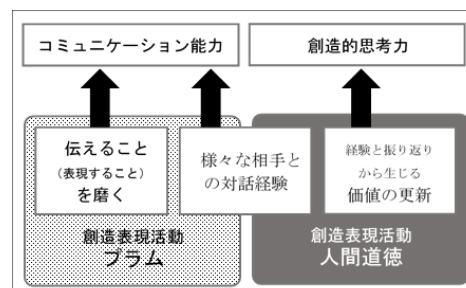 コミュニケーション能力
創造的思考力
伝えること
(表現すること)
を磨く
様々な相手と
の対話経験
経験と振り返り
から生じる
価値の更新
創造表現活動
プラム
創造表現活動
人間道徳